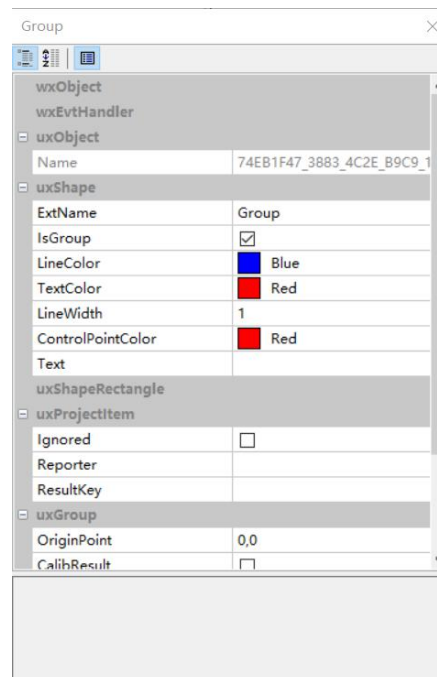 Group
wxObject
wxEvtHandler
uxObject
Name 74EB1F47_3883_4C2E_B9C9_1
uxShape
ExtName Group
IsGroup
LineColor Blue
TextColor Red
LineWidth 1
ControlPointColor Red
Text
uxShapeRectangle
uxProjectItem
Ignored
Reporter
ResultKey
uxGroup
OriginPoint 0,0
CalibResult